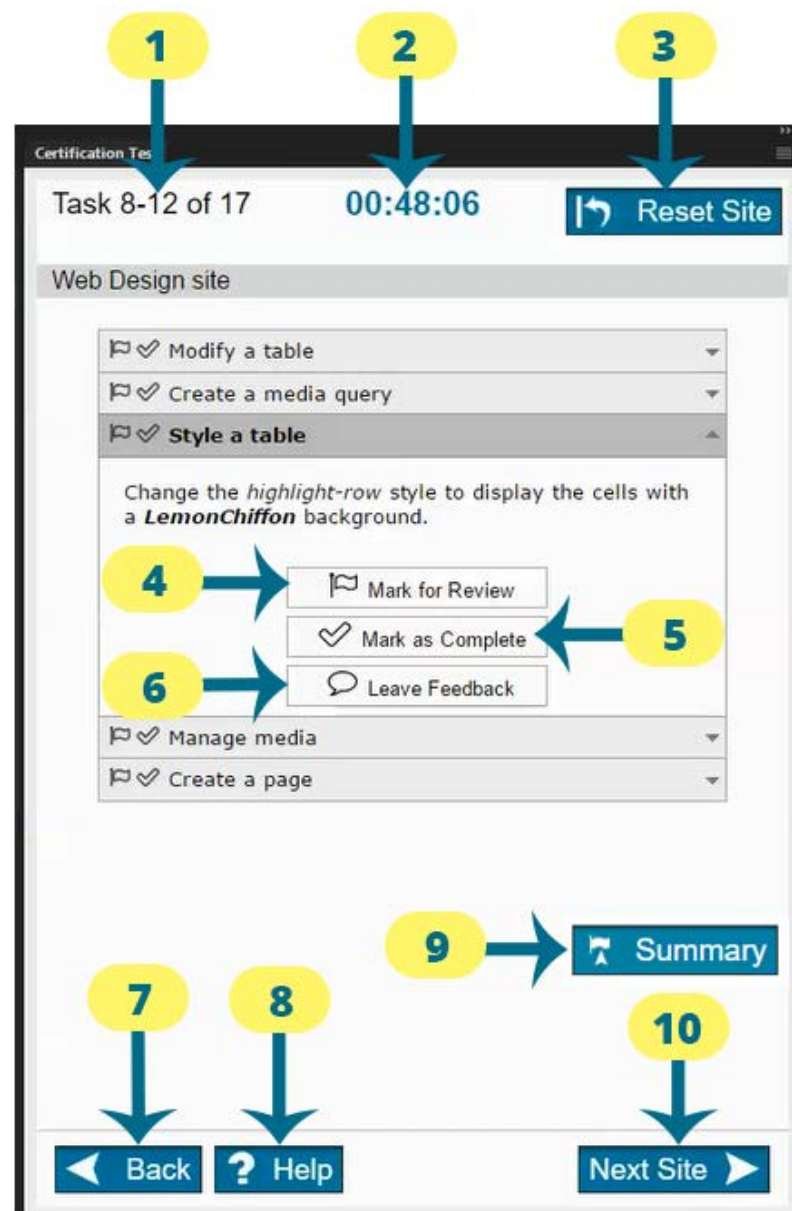 1
2
3
Certification Tes
Task 8-12 of 17
00:48:06
Reset Site
Web Design site
Modify a table
Create a media query
Style a table
Change the highlight-row style to display the cells with
a LemonChiffon background.
4
Mark for Review
Mark as Complete
5
6
Leave Feedback
Manage media
Create a page
9
Summary
7
8
10
Back
? Help
Next Site